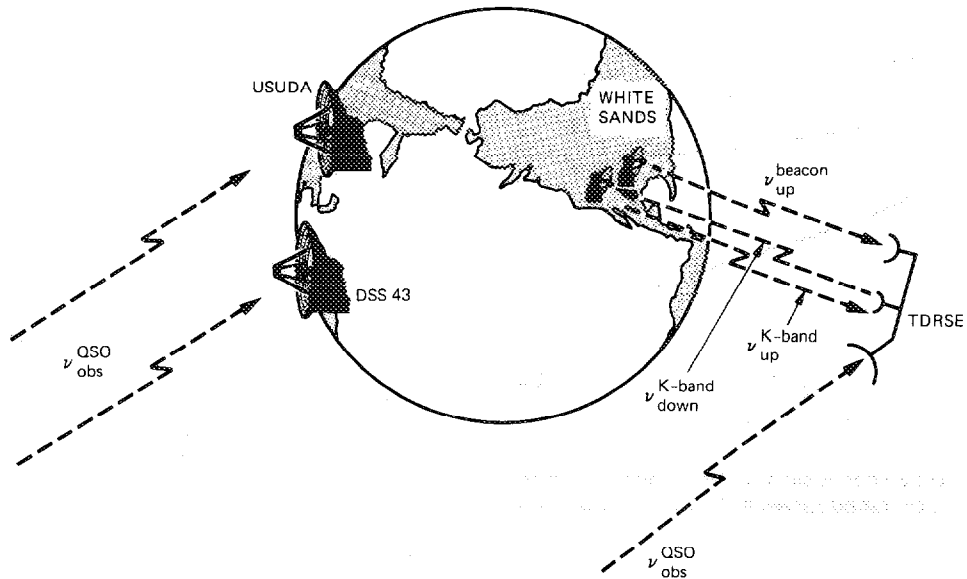 USUDA
WHITE
SANDS
ν beacon up
DSS 43
TDRSE
ν QSO obs
ν K-band up
ν K-band down
ν QSO obs